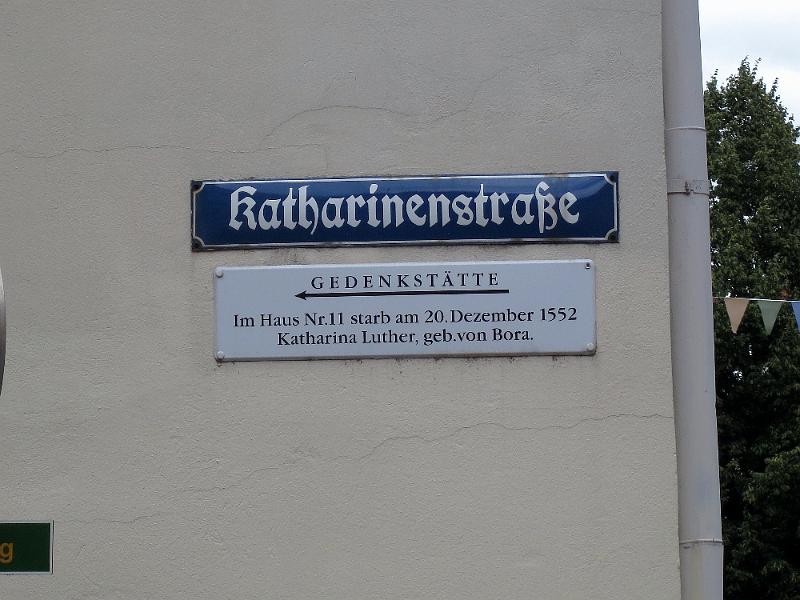 Katharinenstraße
GEDENKSTÄTTE
Im Haus Nr.11 starb am 20.Dezember 1552
Katharina Luther, geb.von Bora.
g